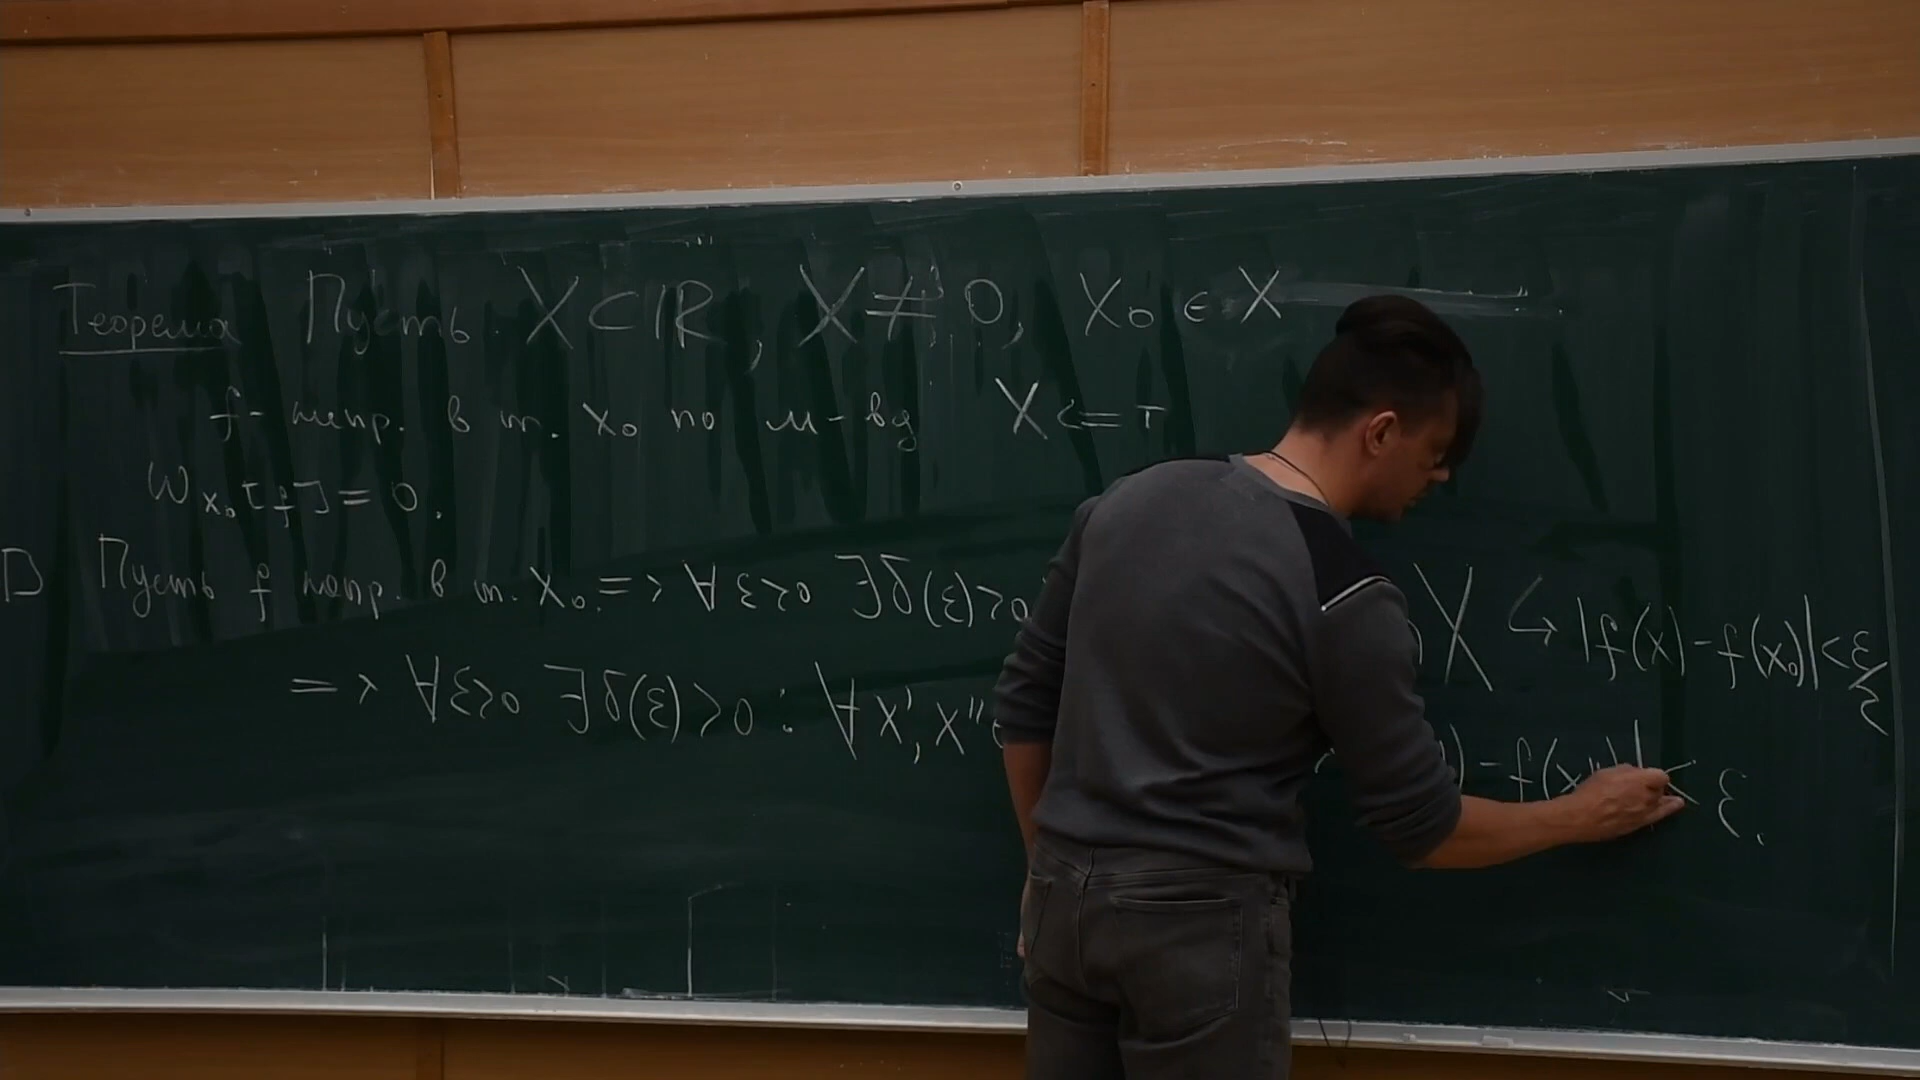 Теорема Пусть X ⊂ ℝ, X ≠ 0, x₀ ∈ X
f - непр. в т. x₀ по м-ву X <=> 
ω_{x₀}[f] = 0.
Пусть f непр. в т. x₀. => ∀ ε>0 ∃ δ(ε)>0 X ↪ |f(x) - f(x₀)| < ε/2
=> ∀ε>0 ∃ δ(ε)>0 : ∀ x', x'' ) - f(x'')| < ε.